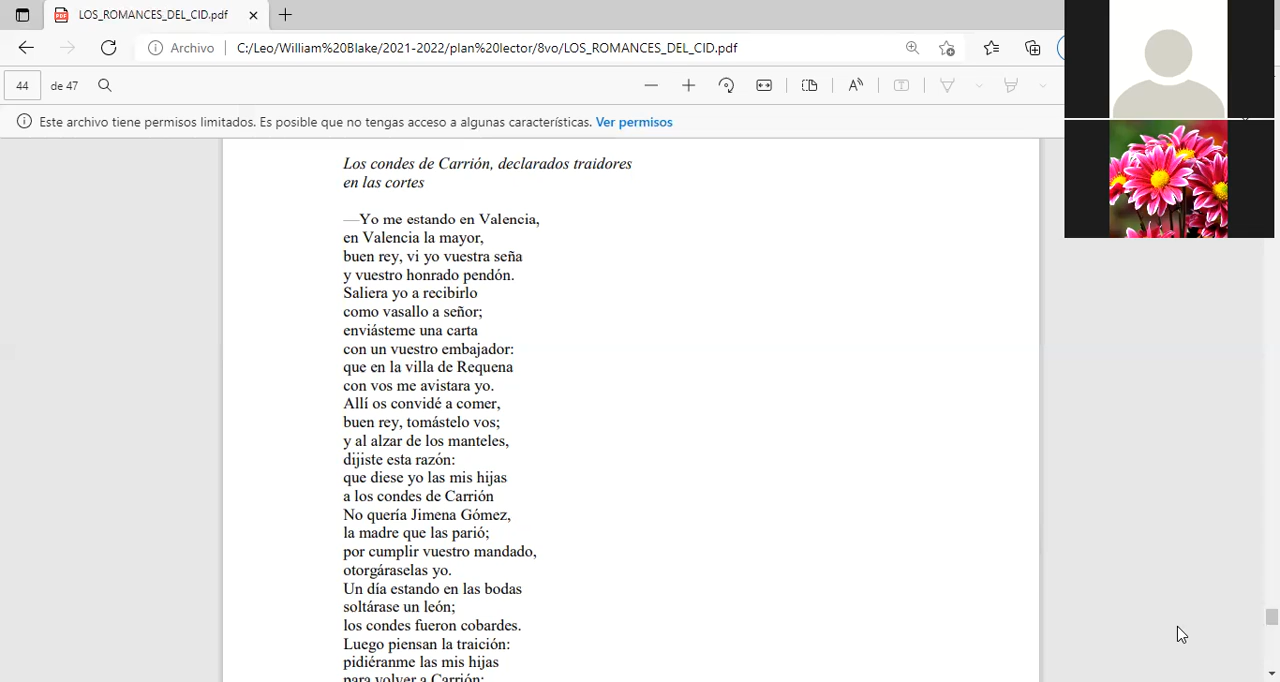 LOS_ROMANCES_DEL_CID.pdf
Archivo
C:/Leo/William%20Blake/2021-2022/plan%20lector/8vo/LOS_ROMANCES_DEL_CID.pdf
44 de 47
Este archivo tiene permisos limitados. Es posible que no tengas acceso a algunas características. Ver permisos
Los condes de Carrión, declarados traidores
en las cortes
—Yo me estando en Valencia,
en Valencia la mayor,
buen rey, vi yo vuestra seña
y vuestro honrado pendón.
Saliera yo a recibirlo
como vasallo a señor;
enviásteme una carta
con un vuestro embajador:
que en la villa de Requena
con vos me avistara yo.
Allí os convidé a comer,
buen rey, tomástelo vos;
y al alzar de los manteles,
dijiste esta razón:
que diese yo las mis hijas
a los condes de Carrión
No quería Jimena Gómez,
la madre que las parió;
por cumplir vuestro mandado,
otorgáraselas yo.
Un día estando en las bodas
soltárase un león;
los condes fueron cobardes.
Luego piensan la traición:
pidiéranme las mis hijas
para volver a Carrión: